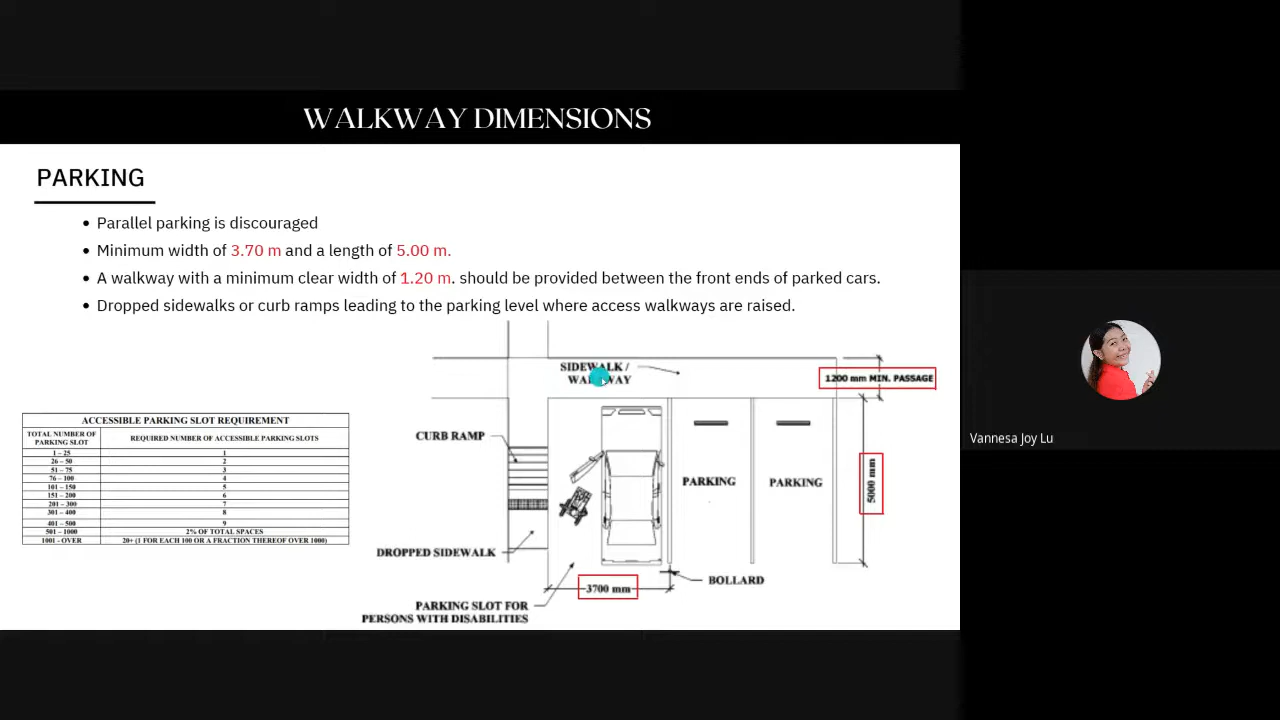 WALKWAY DIMENSIONS
PARKING
• Parallel parking is discouraged
• Minimum width of 3.70 m and a length of 5.00 m.
• A walkway with a minimum clear width of 1.20 m. should be provided between the front ends of parked cars.
• Dropped sidewalks or curb ramps leading to the parking level where access walkways are raised.
SIDEWALK /
WALKWAY
1200 mm MIN. PASSAGE
ACCESSIBLE PARKING SLOT REQUIREMENT
TOTAL NUMBER OF PARKING SLOT REQUIRED NUMBER OF ACCESSIBLE PARKING SLOTS
1 – 25 1
26 – 50 2
51 – 75 3
76 – 100 4
101 – 150 5
151 – 200 6
201 – 300 7
301 – 400 8
401 – 500 9
501 – 1000 2% OF TOTAL SPACES
1001 - OVER 20+ (1 FOR EACH 100 OR A FRACTION THEREOF OVER 1000)
CURB RAMP
PARKING
PARKING
5000 mm
DROPPED SIDEWALK
3700 mm
BOLLARD
PARKING SLOT FOR
PERSONS WITH DISABILITIES
Vannesa Joy Lu